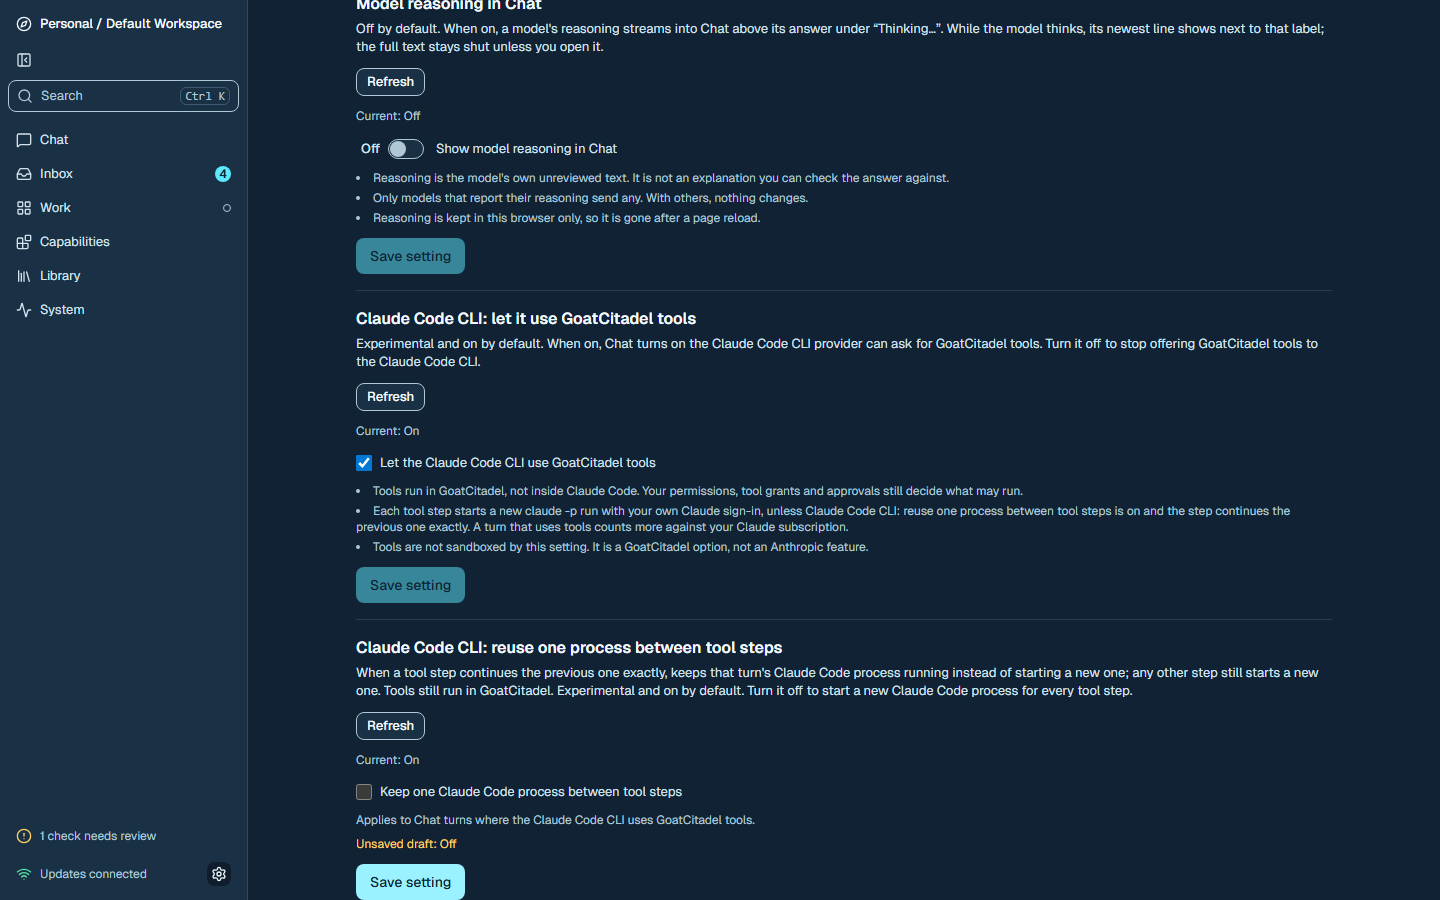 Personal / Default Workspace
Search
Ctrl K
Chat
Inbox
4
Work
Capabilities
Library
System
1 check needs review
Updates connected
Model reasoning in Chat
Off by default. When on, a model's reasoning streams into Chat above its answer under “Thinking…”. While the model thinks, its newest line shows next to that label;
the full text stays shut unless you open it.
Refresh
Current: Off
Off
Show model reasoning in Chat
• Reasoning is the model's own unreviewed text. It is not an explanation you can check the answer against.
• Only models that report their reasoning send any. With others, nothing changes.
• Reasoning is kept in this browser only, so it is gone after a page reload.
Save setting
Claude Code CLI: let it use GoatCitadel tools
Experimental and on by default. When on, Chat turns on the Claude Code CLI provider can ask for GoatCitadel tools. Turn it off to stop offering GoatCitadel tools to
the Claude Code CLI.
Refresh
Current: On
Let the Claude Code CLI use GoatCitadel tools
• Tools run in GoatCitadel, not inside Claude Code. Your permissions, tool grants and approvals still decide what may run.
• Each tool step starts a new claude -p run with your own Claude sign-in, unless Claude Code CLI: reuse one process between tool steps is on and the step continues the
previous one exactly. A turn that uses tools counts more against your Claude subscription.
• Tools are not sandboxed by this setting. It is a GoatCitadel option, not an Anthropic feature.
Save setting
Claude Code CLI: reuse one process between tool steps
When a tool step continues the previous one exactly, keeps that turn's Claude Code process running instead of starting a new one; any other step still starts a new
one. Tools still run in GoatCitadel. Experimental and on by default. Turn it off to start a new Claude Code process for every tool step.
Refresh
Current: On
Keep one Claude Code process between tool steps
Applies to Chat turns where the Claude Code CLI uses GoatCitadel tools.
Unsaved draft: Off
Save setting